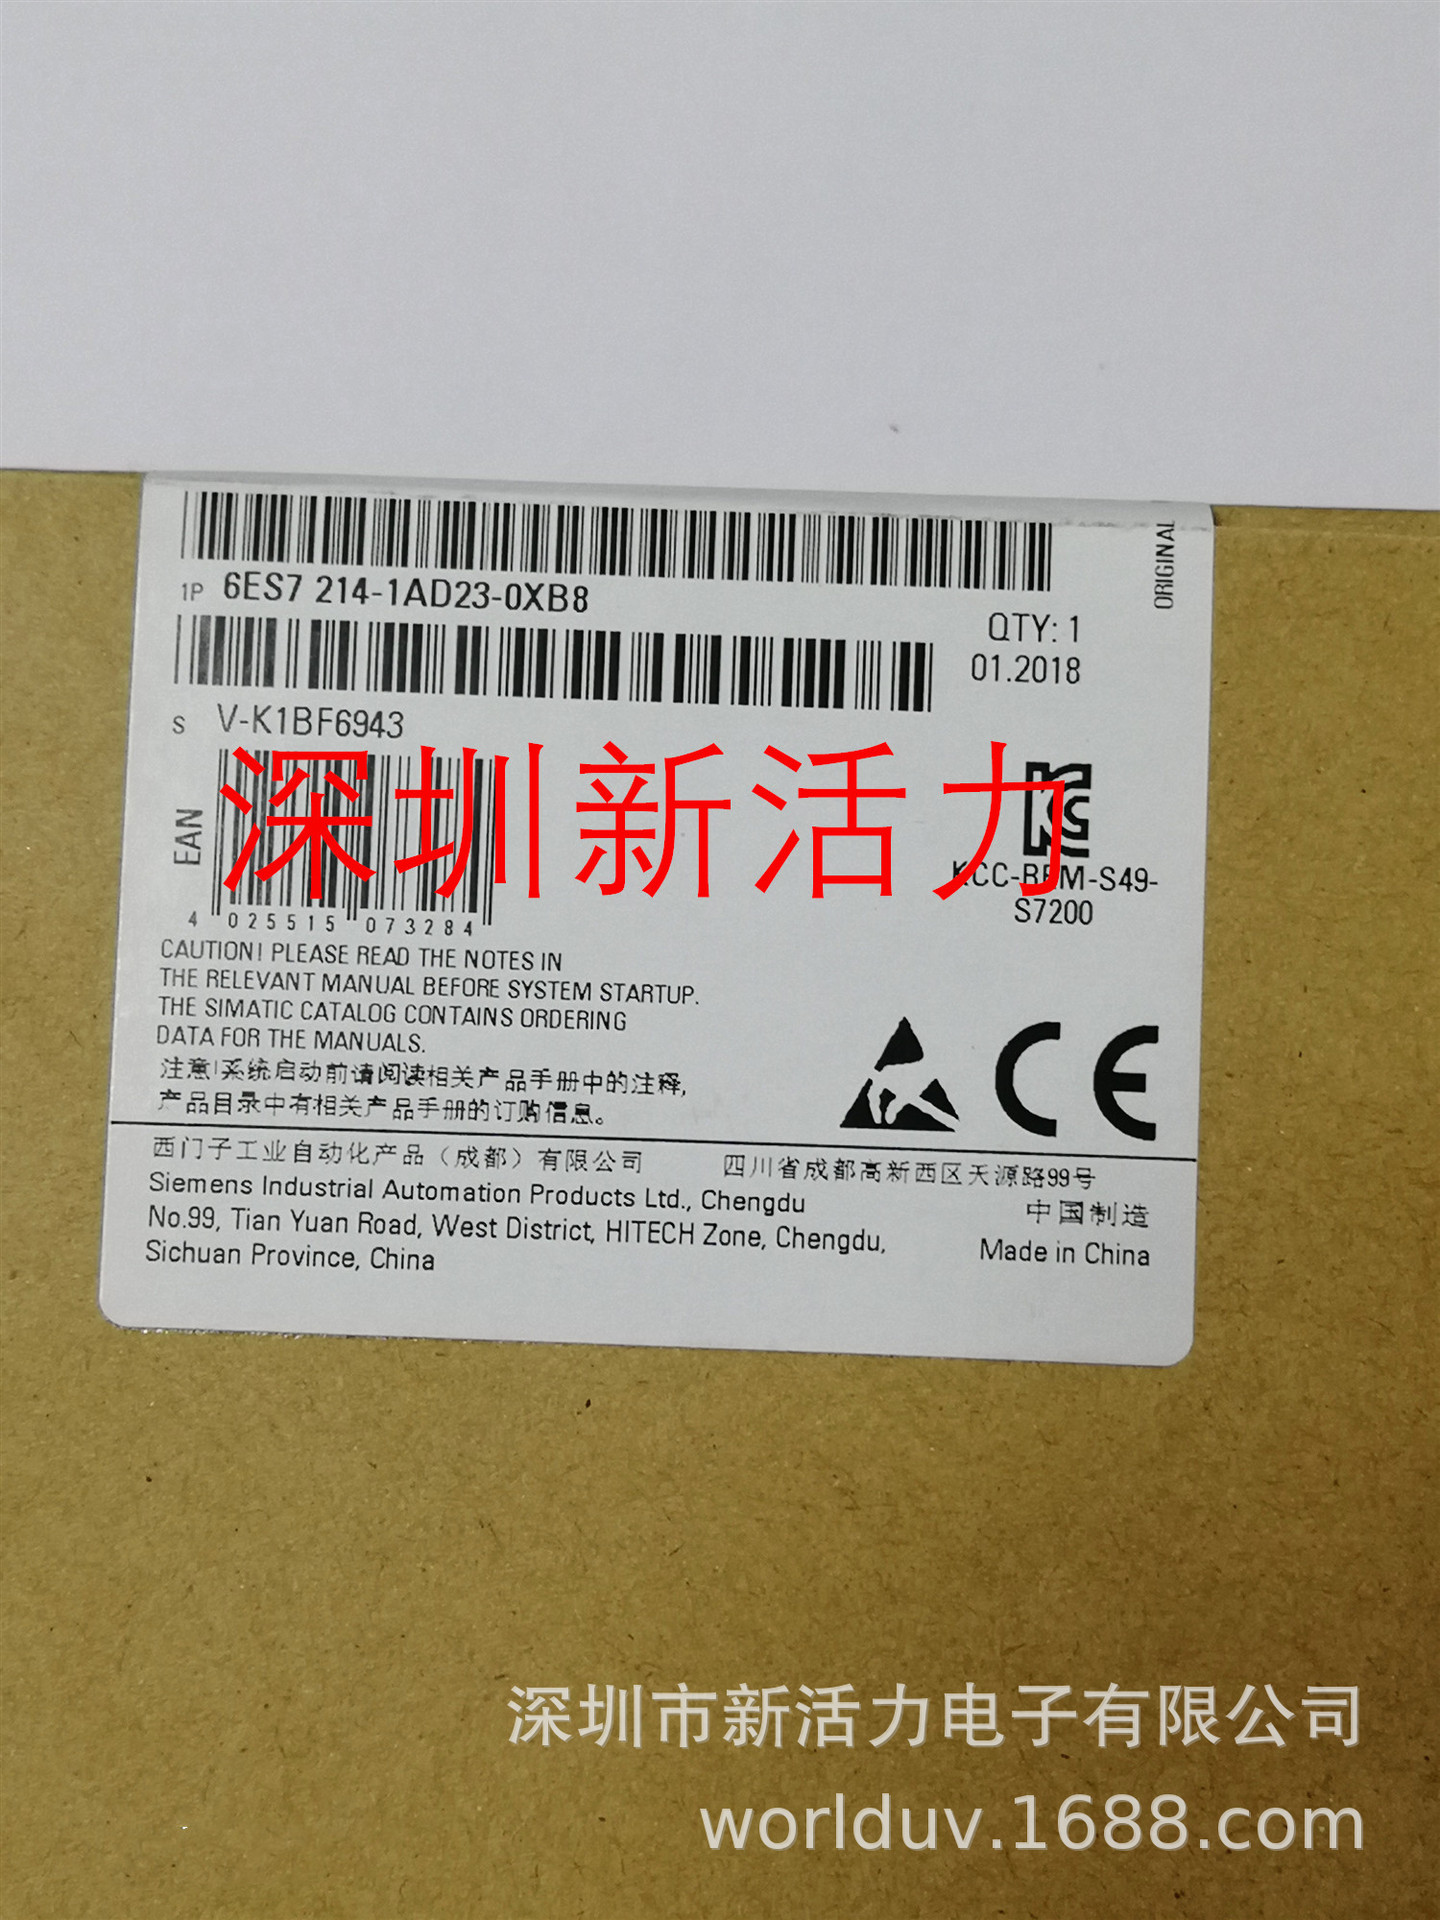 ORIGINAL
1P 6ES7 214-1AD23-0XB8
QTY: 1
01.2018
S V-K1BF6943
深圳新活力
EAN
4 025515 073284
KCC-REM-S49-
S7200
CAUTION! PLEASE READ THE NOTES IN
THE RELEVANT MANUAL BEFORE SYSTEM STARTUP.
THE SIMATIC CATALOG CONTAINS ORDERING
DATA FOR THE MANUALS.
注意!系统启动前请阅读相关产品手册中的注释,
产品目录中有相关产品手册的订购信息。
CE
西门子工业自动化产品（成都）有限公司 四川省成都高新西区天源路99号
Siemens Industrial Automation Products Ltd., Chengdu
No.99, Tian Yuan Road, West District, HITECH Zone, Chengdu,
Sichuan Province, China
中国制造
Made in China
深圳市新活力电子有限公司
worlduv.1688.com